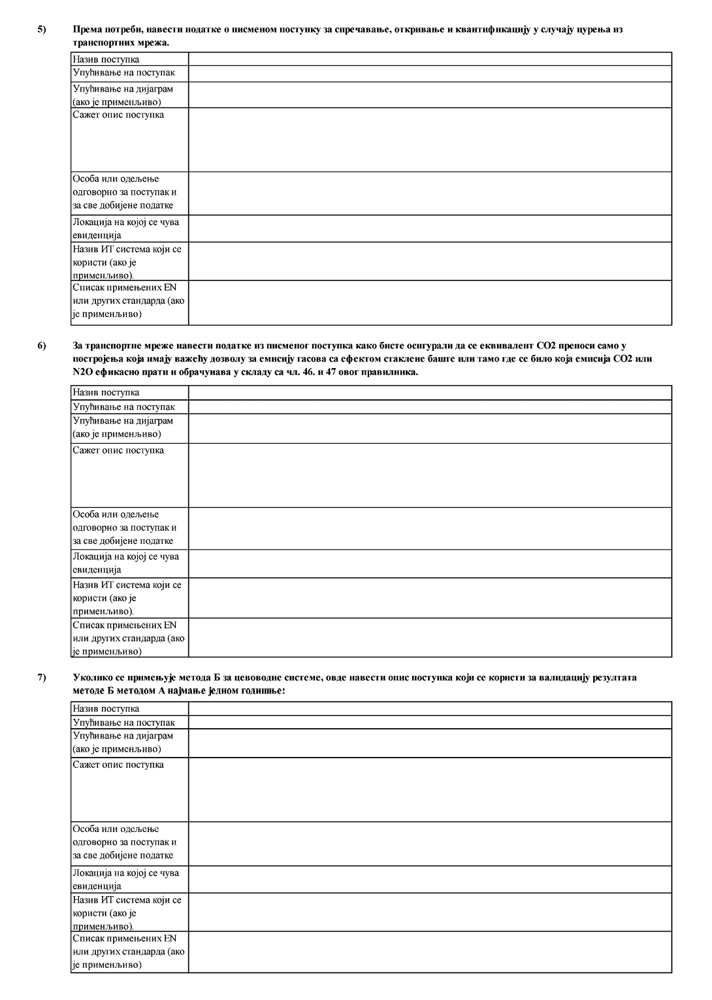 5) Према потреби, навести податке о писменом поступку за спречавање, откривање и квантификацију у случају цурења из
транспортних мрежа.
Назив поступка
Упућивање на поступак
Упућивање на дијаграм
(ако је применљиво)
Сажет опис поступка
Особа или одељење
одговорно за поступак и
за све добијене податке
Локација на којој се чува
евиденција
Назив ИТ система који се
користи (ако је
применљиво).
Списак примењених EN
или других стандарда (ако
је применљиво)
6) За транспортне мреже навести податке из писменог поступка како бисте осигурали да се еквивалент CO2 преноси само у
постројења која имају важећу дозволу за емисију гасова са ефектом стаклене баште или тамо где се било која емисија CO2 или
N2O ефикасно прати и обрачунава у складу са чл. 46. и 47 овог правилника.
Назив поступка
Упућивање на поступак
Упућивање на дијаграм
(ако је применљиво)
Сажет опис поступка
Особа или одељење
одговорно за поступак и
за све добијене податке
Локација на којој се чува
евиденција
Назив ИТ система који се
користи (ако је
применљиво).
Списак примењених EN
или других стандарда (ако
је применљиво)
7) Уколико се примењује метода Б за цевоводне системе, овде навести опис поступка који се користи за валидацију резултата
методе Б методом А најмање једном годишње:
Назив поступка
Упућивање на поступак
Упућивање на дијаграм
(ако је применљиво)
Сажет опис поступка
Особа или одељење
одговорно за поступак и
за све добијене податке
Локација на којој се чува
евиденција
Назив ИТ система који се
користи (ако је
применљиво).
Списак примењених EN
или других стандарда (ако
је применљиво)